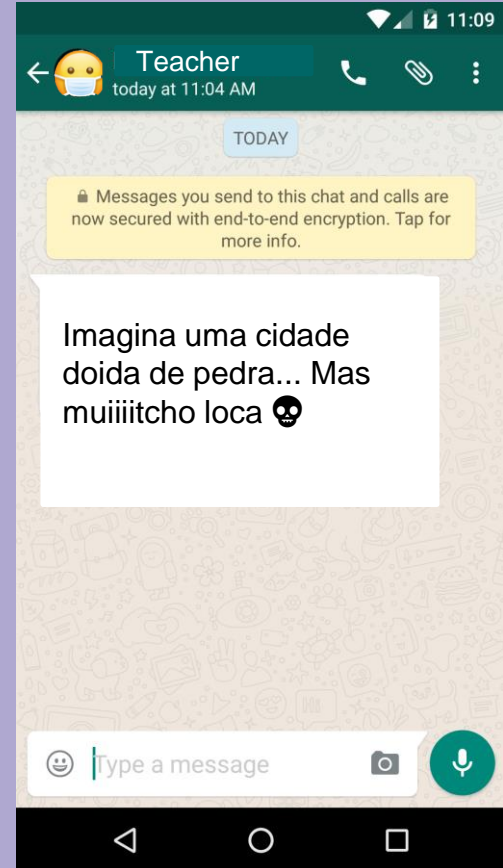 11:09
Teacher
today at 11:04 AM
TODAY
Messages you send to this chat and calls are
now secured with end-to-end encryption. Tap for
more info.
Imagina uma cidade
doida de pedra... Mas
muiiiitcho loca 💀
Type a message